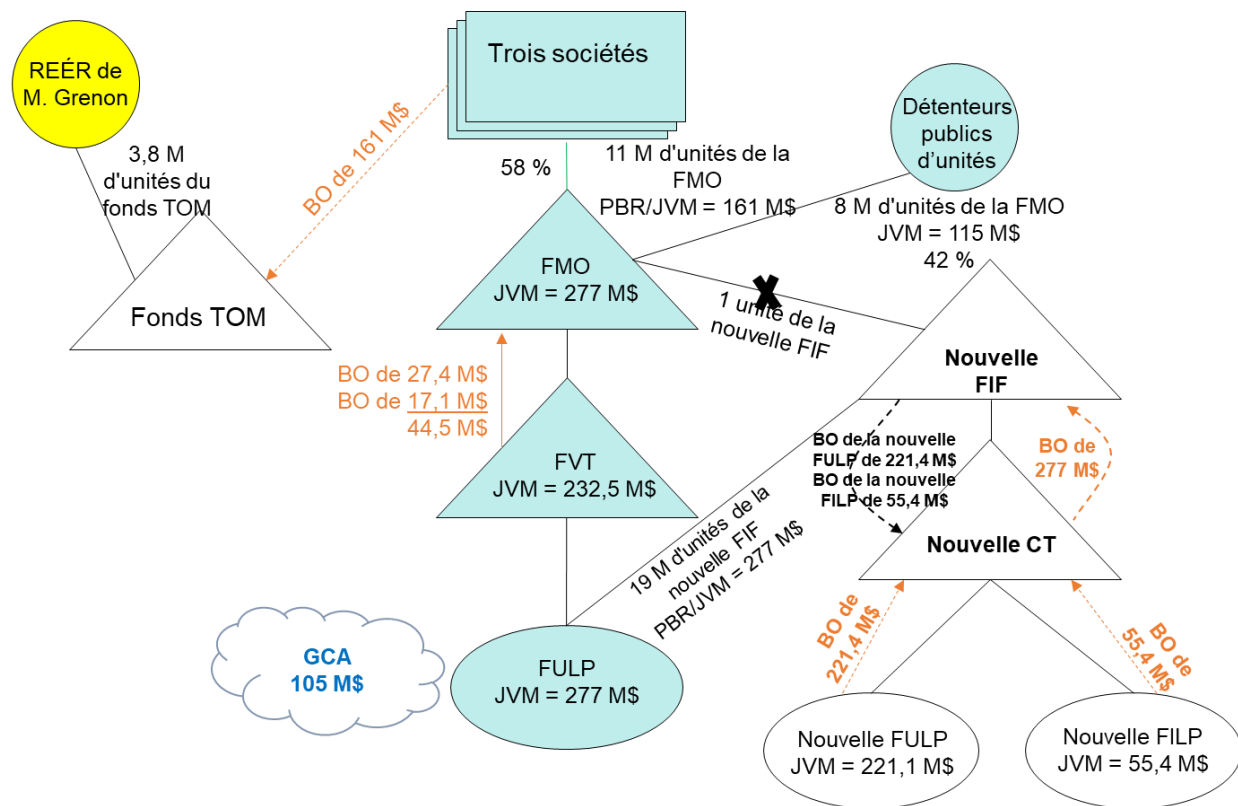 REÉR de
M. Grenon
3,8 M
d'unités du
fonds TOM
Fonds TOM
BO de 161 M$
Trois sociétés
58 %
11 M d'unités de la
FMO
PBR/JVM = 161 M$
Détenteurs
publics
d'unités
8 M d'unités de la FMO
JVM = 115 M$
42 %
FMO
JVM = 277 M$
1 unité de la
nouvelle FIF
BO de 27,4 M$
BO de 17,1 M$
44,5 M$
FVT
JVM = 232,5 M$
Nouvelle
FIF
BO de la nouvelle
FULP de 221,4 M$
BO de la nouvelle
FILP de 55,4 M$
BO de
277 M$
Nouvelle CT
19 M d'unités de la
nouvelle FIF
PBR/JVM = 277 M$
GCA
105 M$
FULP
JVM = 277 M$
BO de
221,4 M$
BO de
55,4 M$
Nouvelle FULP
JVM = 221,1 M$
Nouvelle FILP
JVM = 55,4 M$